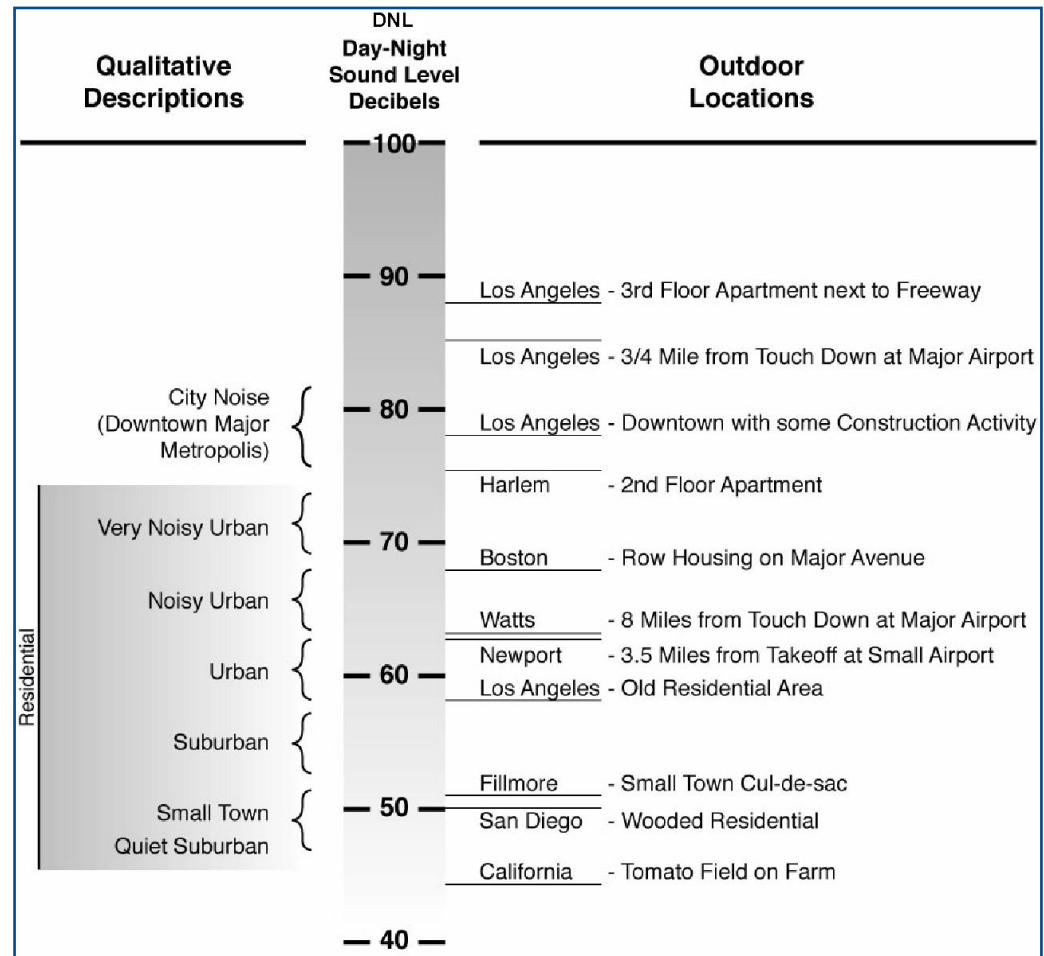 DNL
Day-Night
Sound Level
Decibels
Qualitative
Descriptions
Outdoor
Locations
100
90
Los Angeles - 3rd Floor Apartment next to Freeway
Los Angeles - 3/4 Mile from Touch Down at Major Airport
City Noise
(Downtown Major
Metropolis)
80
Los Angeles - Downtown with some Construction Activity
Harlem - 2nd Floor Apartment
Very Noisy Urban
70
Boston - Row Housing on Major Avenue
Noisy Urban
Watts - 8 Miles from Touch Down at Major Airport
Newport - 3.5 Miles from Takeoff at Small Airport
Urban
60
Los Angeles - Old Residential Area
Residential
Suburban
Fillmore - Small Town Cul-de-sac
50
Small Town
San Diego - Wooded Residential
Quiet Suburban
California - Tomato Field on Farm
40